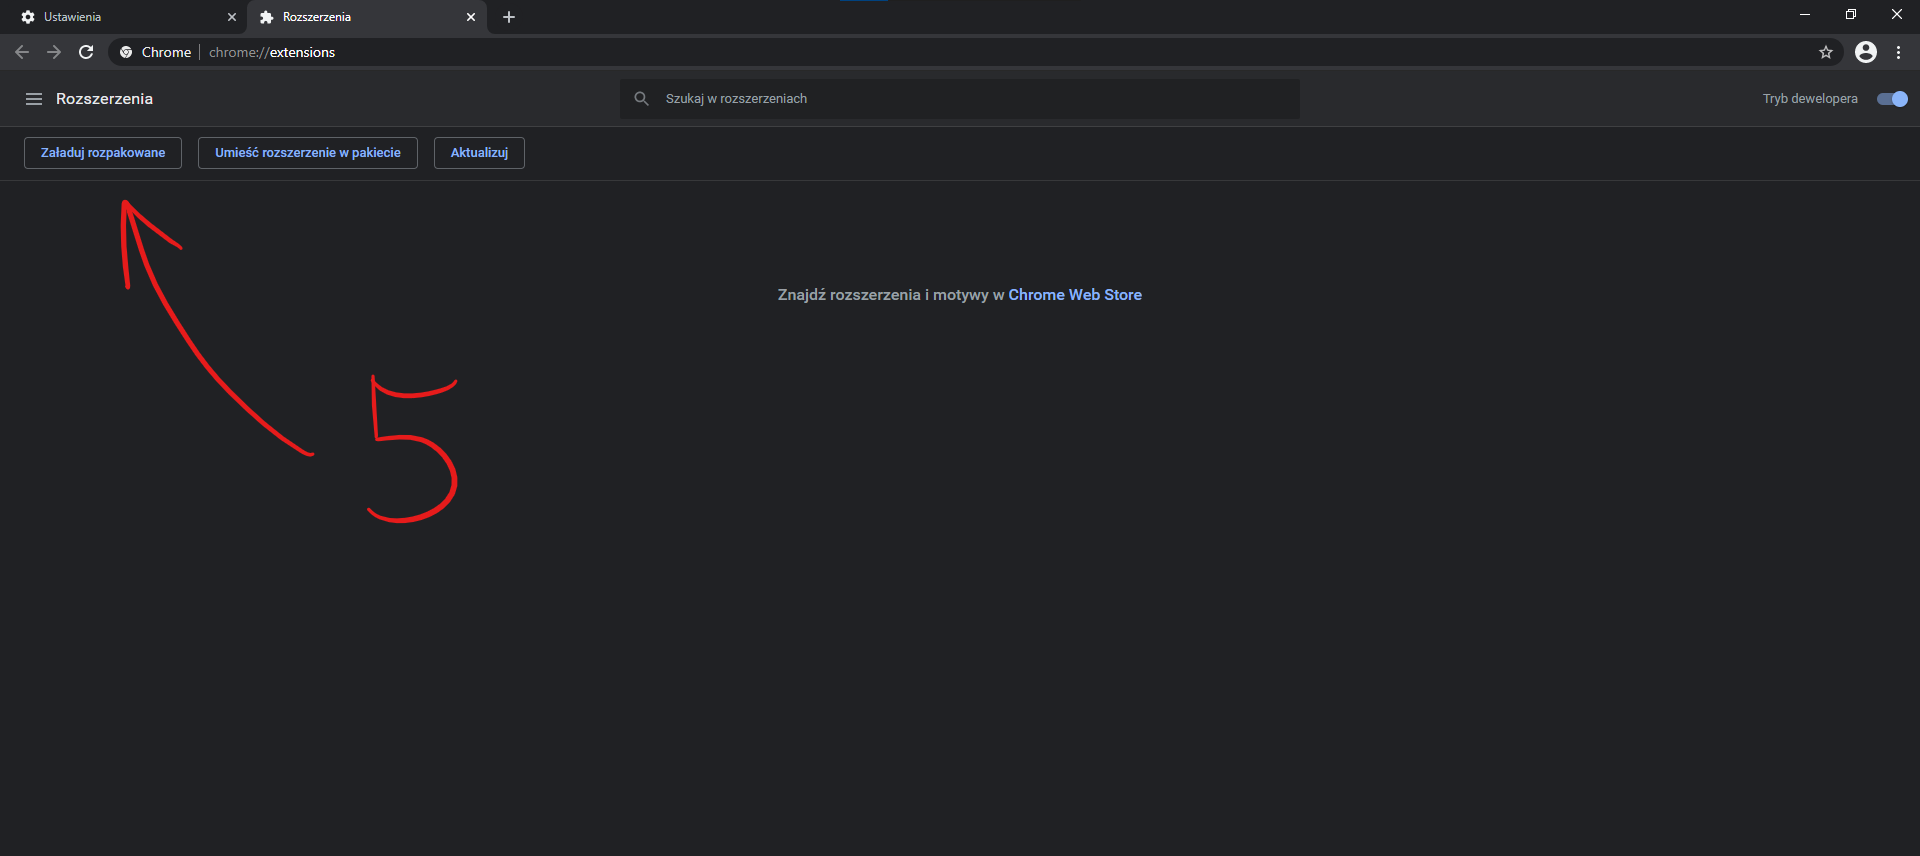 Ustawienia
Rozszerzenia
Chrome chrome://extensions
Rozszerzenia
Szukaj w rozszerzeniach
Tryb dewelopera
Załaduj rozpakowane
Umieść rozszerzenie w pakiecie
Aktualizuj
Znajdź rozszerzenia i motywy w Chrome Web Store
5